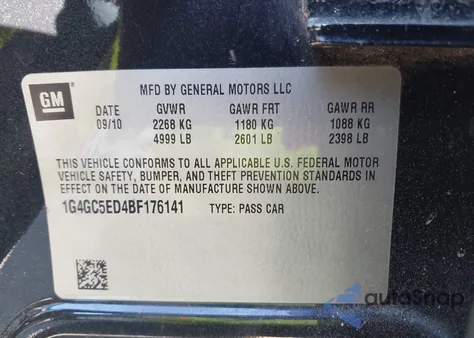 GM
MFD BY GENERAL MOTORS LLC
DATE GVWR GAWR FRT GAWR RR
09/10 2268 KG 1180 KG 1088 KG
4999 LB 2601 LB 2398 LB
THIS VEHICLE CONFORMS TO ALL APPLICABLE U.S. FEDERAL MOTOR
VEHICLE SAFETY, BUMPER, AND THEFT PREVENTION STANDARDS IN
EFFECT ON THE DATE OF MANUFACTURE SHOWN ABOVE.
1G4GC5ED4BF176141 TYPE: PASS CAR
autoSnap